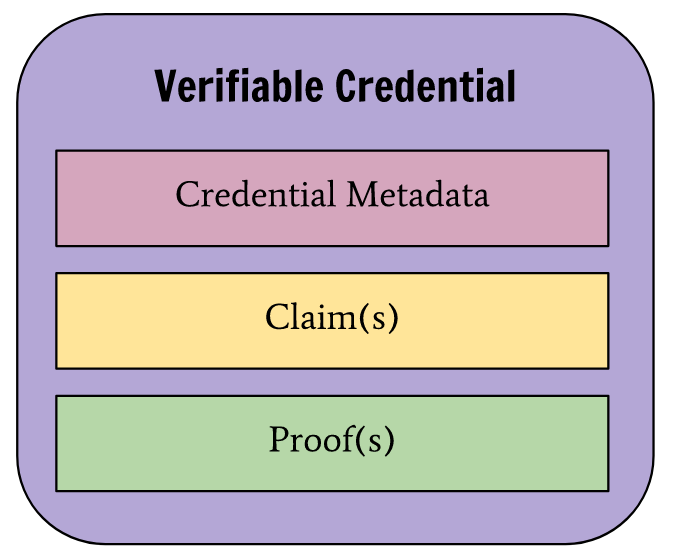 Verifiable Credential
Credential Metadata
Claim(s)
Proof(s)